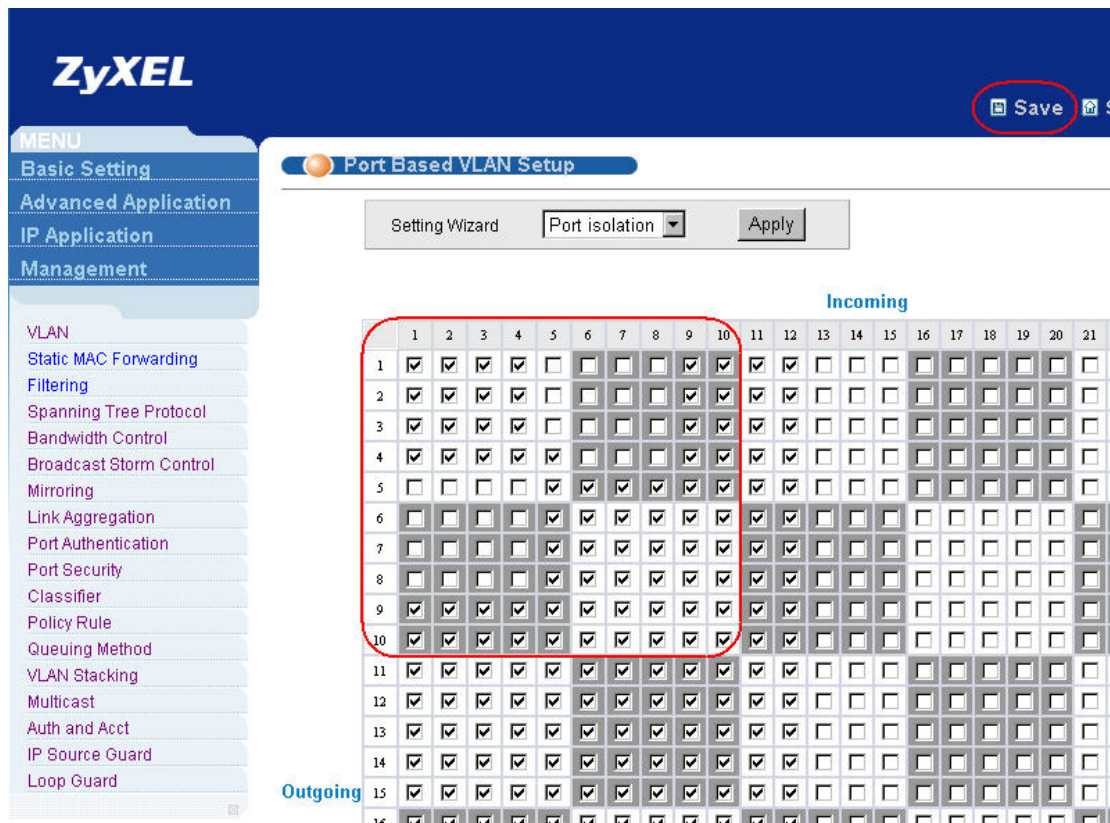 ZyXEL
Save
MENU
Basic Setting
Advanced Application
IP Application
Management
Port Based VLAN Setup
Setting Wizard Port isolation Apply
Incoming
1 2 3 4 5 6 7 8 9 10 11 12 13 14 15 16 17 18 19 20 21
1
2
3
4
5
6
7
8
9
10
11
12
13
14
Outgoing 15
16
VLAN
Static MAC Forwarding
Filtering
Spanning Tree Protocol
Bandwidth Control
Broadcast Storm Control
Mirroring
Link Aggregation
Port Authentication
Port Security
Classifier
Policy Rule
Queuing Method
VLAN Stacking
Multicast
Auth and Acct
IP Source Guard
Loop Guard